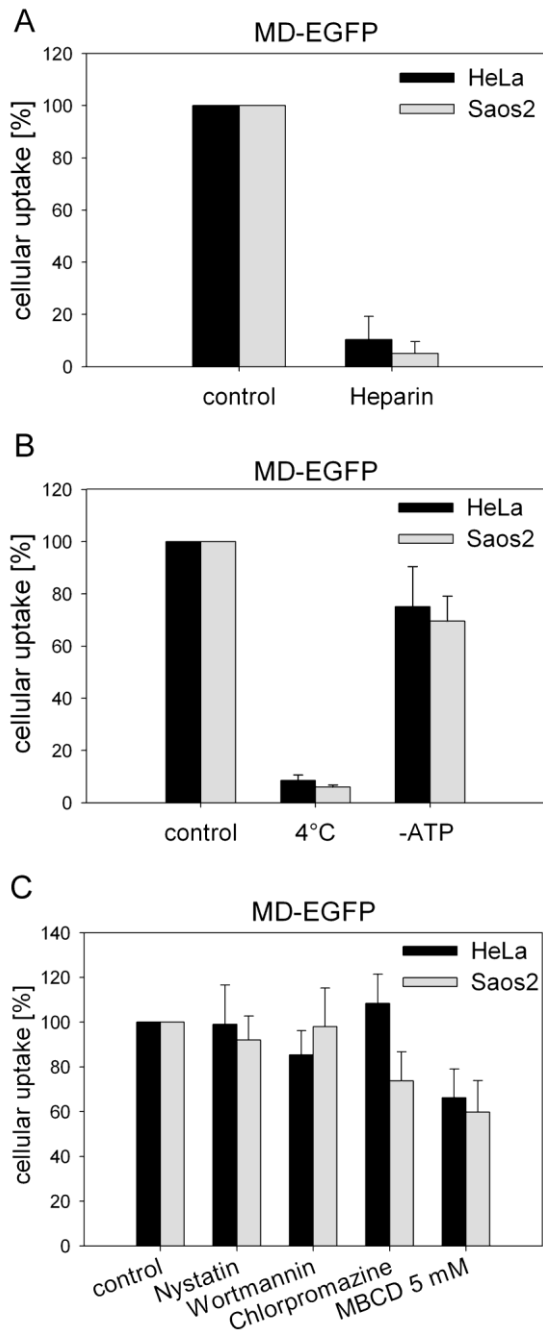 A
MD-EGFP
HeLa
Saos2
cellular uptake [%]
120
100
80
60
40
20
0
control Heparin
B
MD-EGFP
HeLa
Saos2
cellular uptake [%]
120
100
80
60
40
20
0
control 4°C -ATP
C
MD-EGFP
HeLa
Saos2
cellular uptake [%]
140
120
100
80
60
40
20
0
control
Nystatin
Wortmannin
Chlorpromazine
MBCD 5 mM